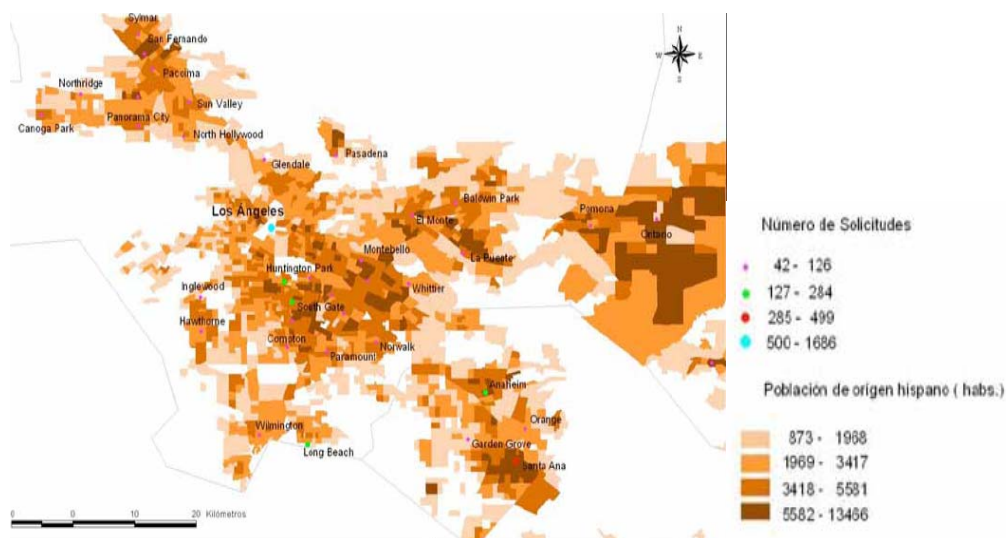 Sylmar
San Fernando
Pacoima
Northridge
Sun Valley
Panorama City
Canoga Park
North Hollywood
Pasadena
Glendale
Baldwin Park
Los Ángeles
El Monte
Pomona
Ontario
Montebello
La Puente
Huntington Park
Whittier
Inglewood
South Gate
Hawthorne
Compton
Norwalk
Paramount
Anaheim
Wilmington
Orange
Garden Grove
Long Beach
Santa Ana
N
W E
S
0 5 10 20 Kilómetros
Número de Solicitudes
42 - 126
127 - 284
285 - 499
500 - 1686
Población de origen hispano ( habs.)
873 - 1968
1969 - 3417
3418 - 5581
5582 - 13466